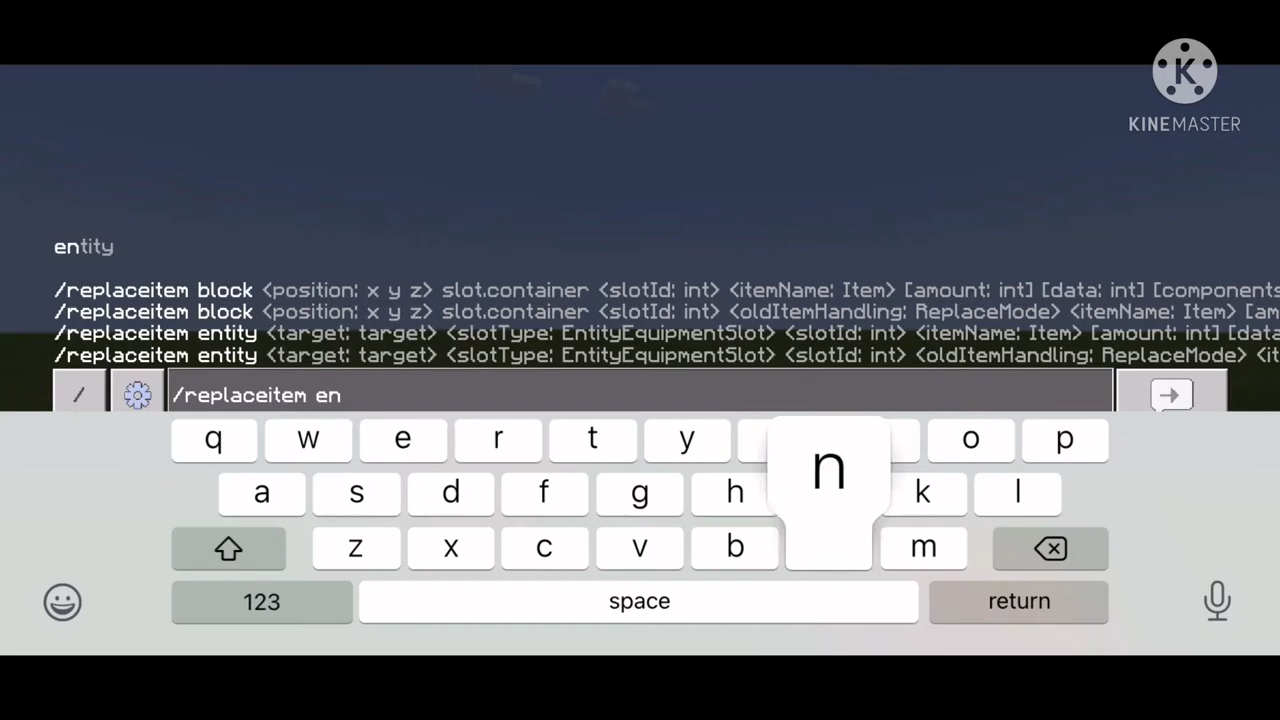 K
KINEMASTER
entity
/replaceitem block <position: x y z> slot.container <slotId: int> <itemName: Item> [amount: int] [data: int] [components
/replaceitem block <position: x y z> slot.container <slotId: int> <oldItemHandling: ReplaceMode> <itemName: Item> [am
/replaceitem entity <target: target> <slotType: EntityEquipmentSlot> <slotId: int> <itemName: Item> [amount: int] [data
/replaceitem entity <target: target> <slotType: EntityEquipmentSlot> <slotId: int> <oldItemHandling: ReplaceMode> <it
/ /replaceitem en
q w e r t y o p
a s d f g h n k l
z x c v b m
123 space return